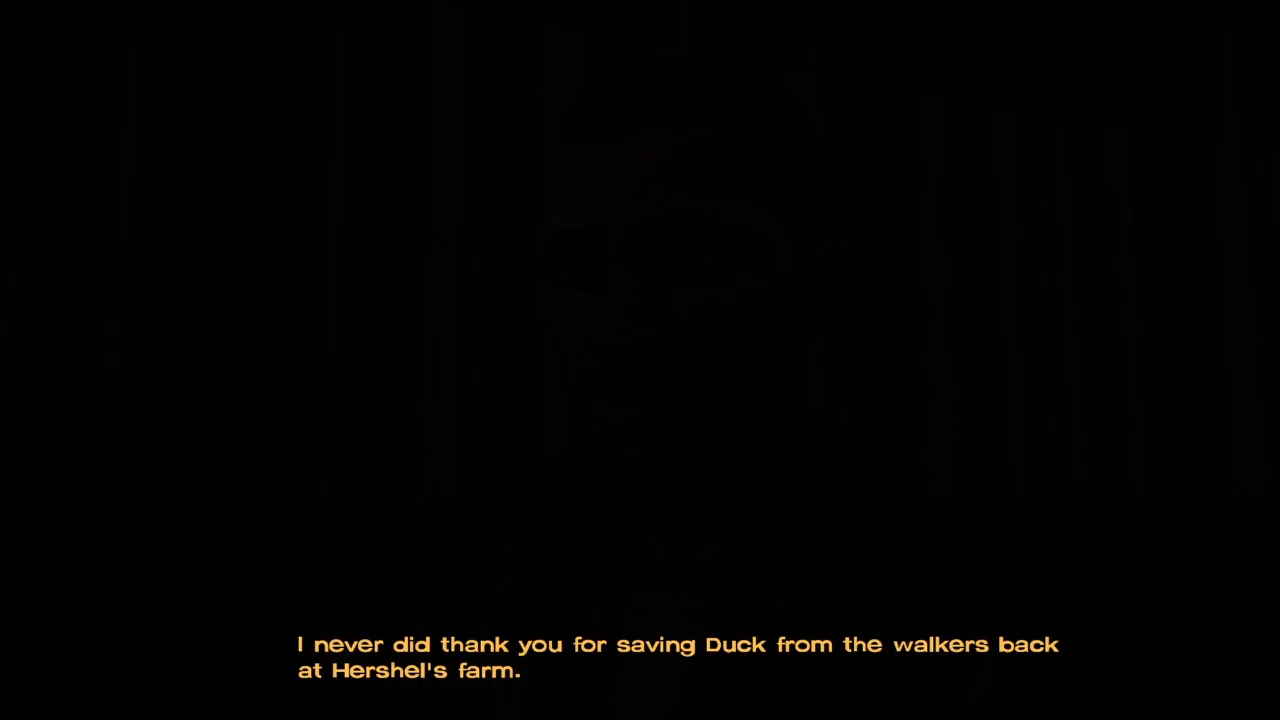 I never did thank you for saving Duck from the walkers back
at Hershel's farm.